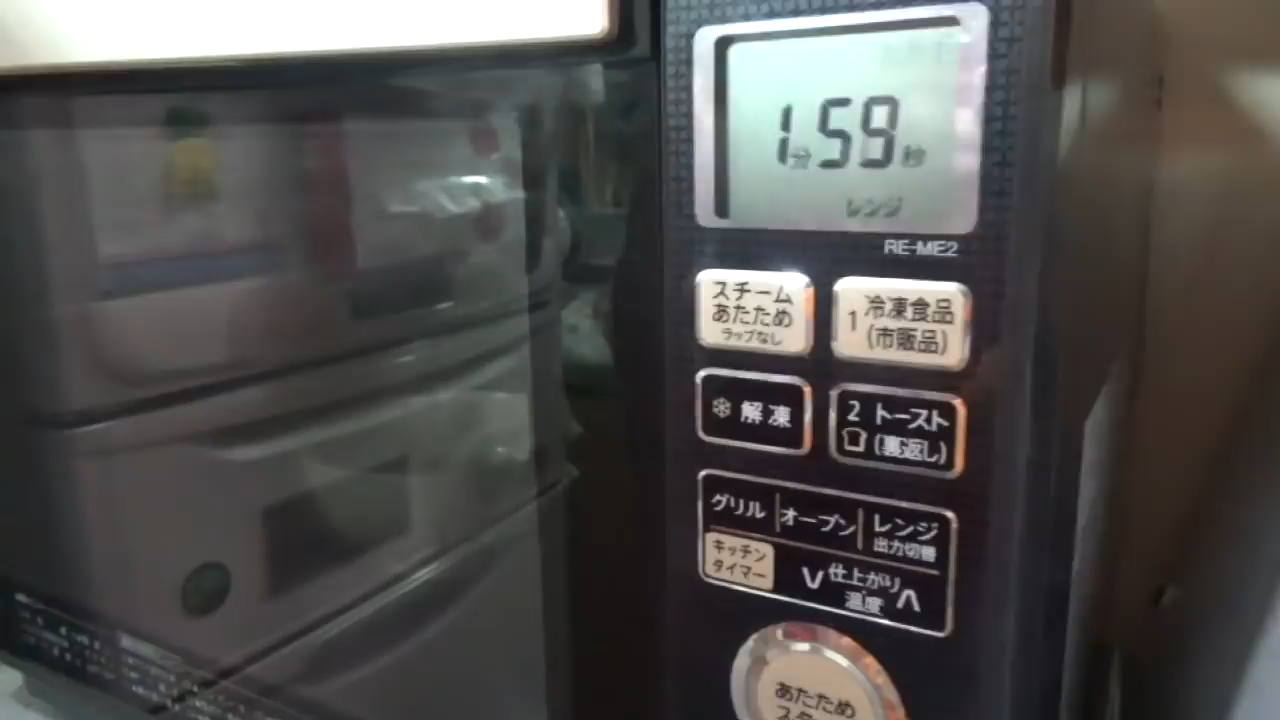 1分59秒
レンジ
RE-ME2
スチーム
あたため
ラップなし
1 冷凍食品
(市販品)
解凍
2 トースト
(裏返し)
グリル
オーブン
レンジ
出力切替
キッチン
タイマー
仕上がり
温度
あたため